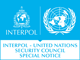 INTERPOL
INTERPOL - UNITED NATIONS
SECURITY COUNCIL
SPECIAL NOTICE